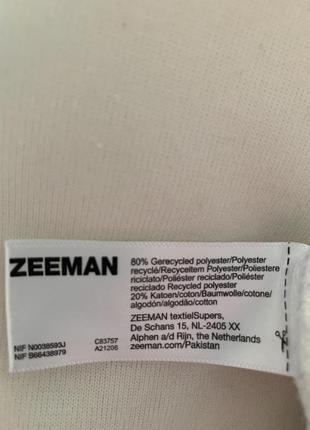 ZEEMAN
NIF N0038593J
NIF B66438979
C83757
A21206
80% Gerecycled polyester/Polyester
recyclé/Recyceltem Polyester/Poliestere
riciclato/Poliéster reciclado/Poliéster
reciclado Recycled polyester
20% Katoen/coton/Baumwolle/cotone/
algodón/algodão/cotton
ZEEMAN textielSupers,
De Schans 15, NL-2405 XX
Alphen a/d Rijn, the Netherlands
zeeman.com/Pakistan